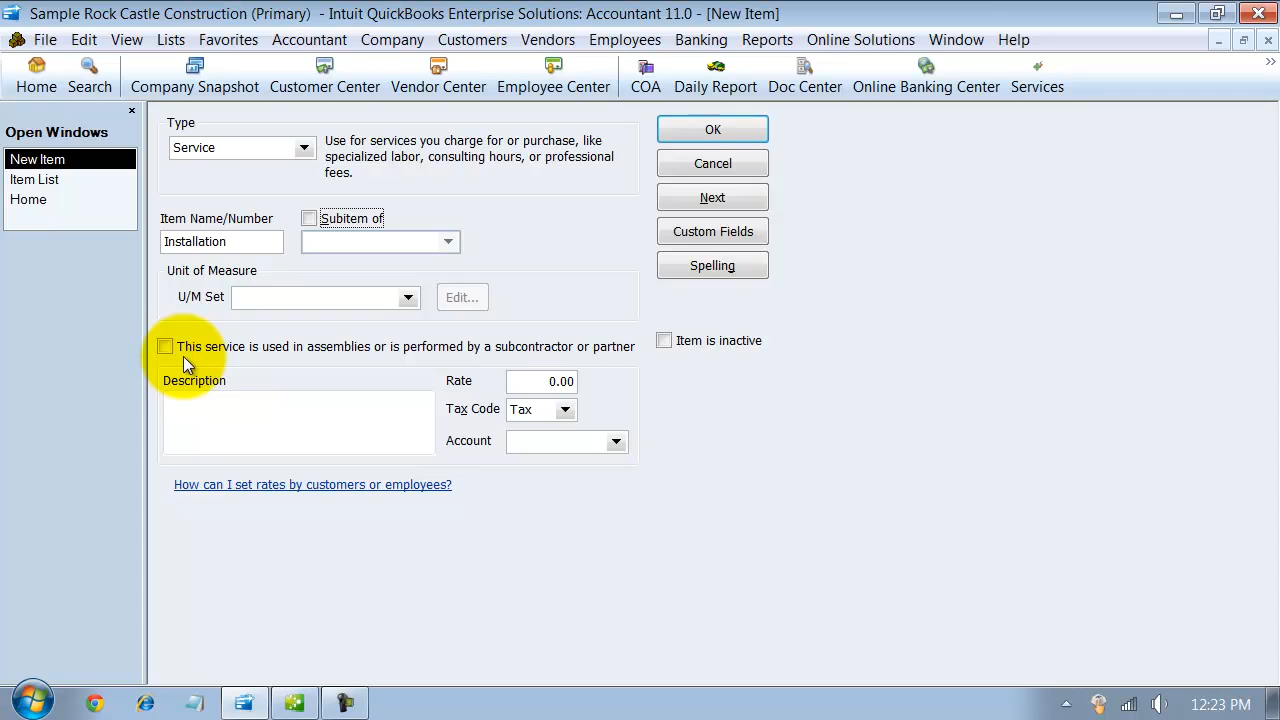 Sample Rock Castle Construction (Primary) - Intuit QuickBooks Enterprise Solutions: Accountant 11.0 - [New Item]
File Edit View Lists Favorites Accountant Company Customers Vendors Employees Banking Reports Online Solutions Window Help
Home Search Company Snapshot Customer Center Vendor Center Employee Center COA Daily Report Doc Center Online Banking Center Services
Open Windows
New Item
Item List
Home
Type
Service
Use for services you charge for or purchase, like
specialized labor, consulting hours, or professional
fees.
OK
Cancel
Next
Custom Fields
Spelling
Item Name/Number
Subitem of
Installation
Unit of Measure
U/M Set
Edit...
This service is used in assemblies or is performed by a subcontractor or partner
Item is inactive
Description
Rate 0.00
Tax Code Tax
Account
How can I set rates by customers or employees?
12:23 PM